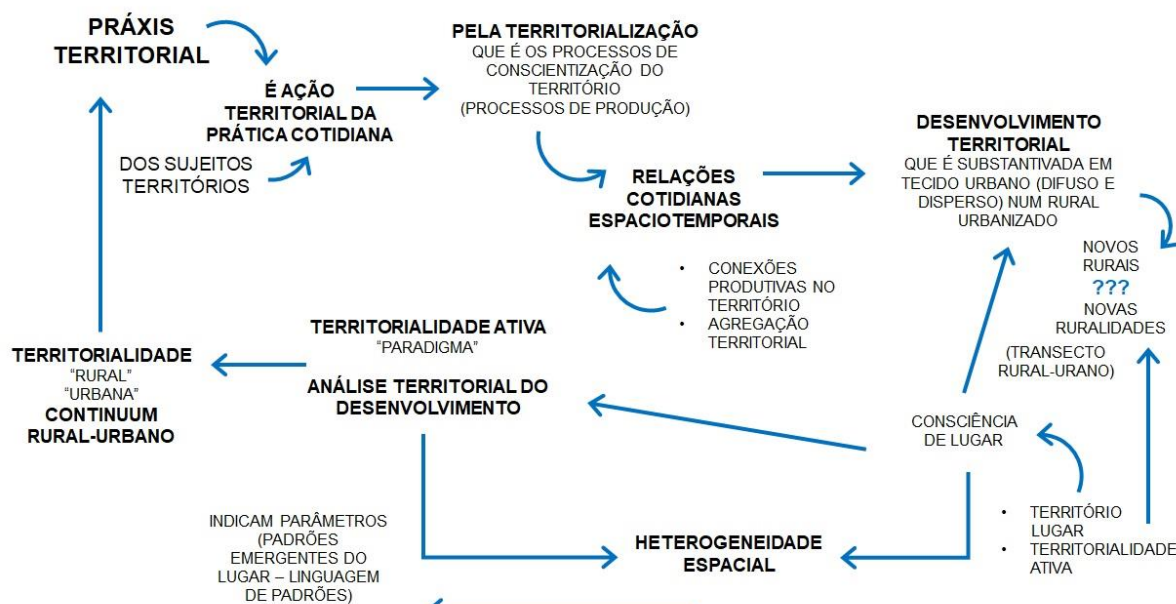 PRÁXIS
TERRITORIAL
É AÇÃO
TERRITORIAL DA
PRÁTICA COTIDIANA
DOS SUJEITOS
TERRITÓRIOS
PELA TERRITORIALIZAÇÃO
QUE É OS PROCESSOS DE
CONSCIENTIZAÇÃO DO
TERRITÓRIO
(PROCESSOS DE PRODUÇÃO)
RELAÇÕES
COTIDIANAS
ESPACIOTEMPORAIS
• CONEXÕES
PRODUTIVAS NO
TERRITÓRIO
• AGREGAÇÃO
TERRITORIAL
DESENVOLVIMENTO
TERRITORIAL
QUE É SUBSTANTIVADA EM
TECIDO URBANO (DIFUSO E
DISPERSO) NUM RURAL
URBANIZADO
NOVOS
RURAIS
???
NOVAS
RURALIDADES
(TRANSECTO
RURAL-URANO)
TERRITORIALIDADE
“RURAL”
“URBANA”
CONTINUUM
RURAL-URBANO
TERRITORIALIDADE ATIVA
“PARADIGMA”
ANÁLISE TERRITORIAL DO
DESENVOLVIMENTO
CONSCIÊNCIA
DE LUGAR
• TERRITÓRIO
LUGAR
• TERRITORIALIDADE
ATIVA
HETEROGENEIDADE
ESPACIAL
INDICAM PARÂMETROS
(PADRÕES
EMERGENTES DO
LUGAR – LINGUAGEM
DE PADRÕES)